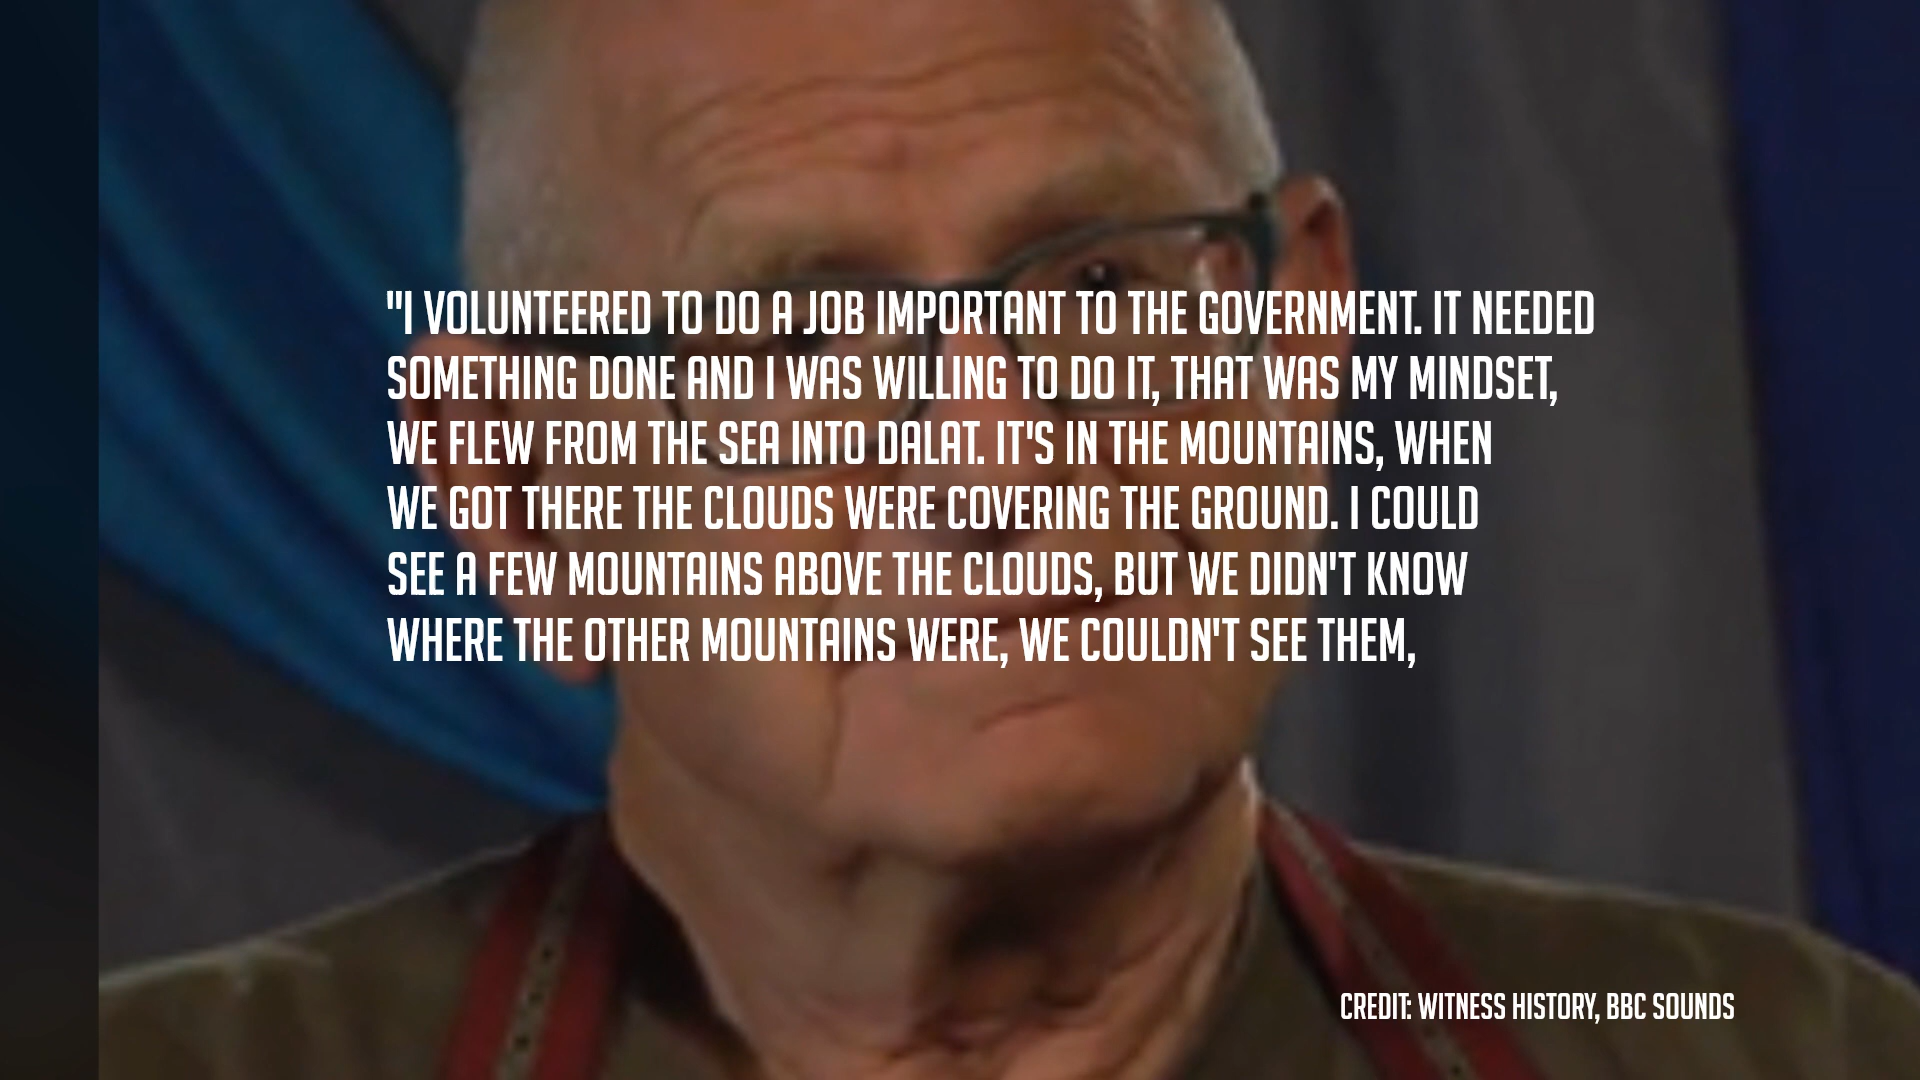 "I VOLUNTEERED TO DO A JOB IMPORTANT TO THE GOVERNMENT. IT NEEDED
SOMETHING DONE AND I WAS WILLING TO DO IT, THAT WAS MY MINDSET,
WE FLEW FROM THE SEA INTO DALAT. IT'S IN THE MOUNTAINS, WHEN
WE GOT THERE THE CLOUDS WERE COVERING THE GROUND. I COULD
SEE A FEW MOUNTAINS ABOVE THE CLOUDS, BUT WE DIDN'T KNOW
WHERE THE OTHER MOUNTAINS WERE, WE COULDN'T SEE THEM,
CREDIT: WITNESS HISTORY, BBC SOUNDS